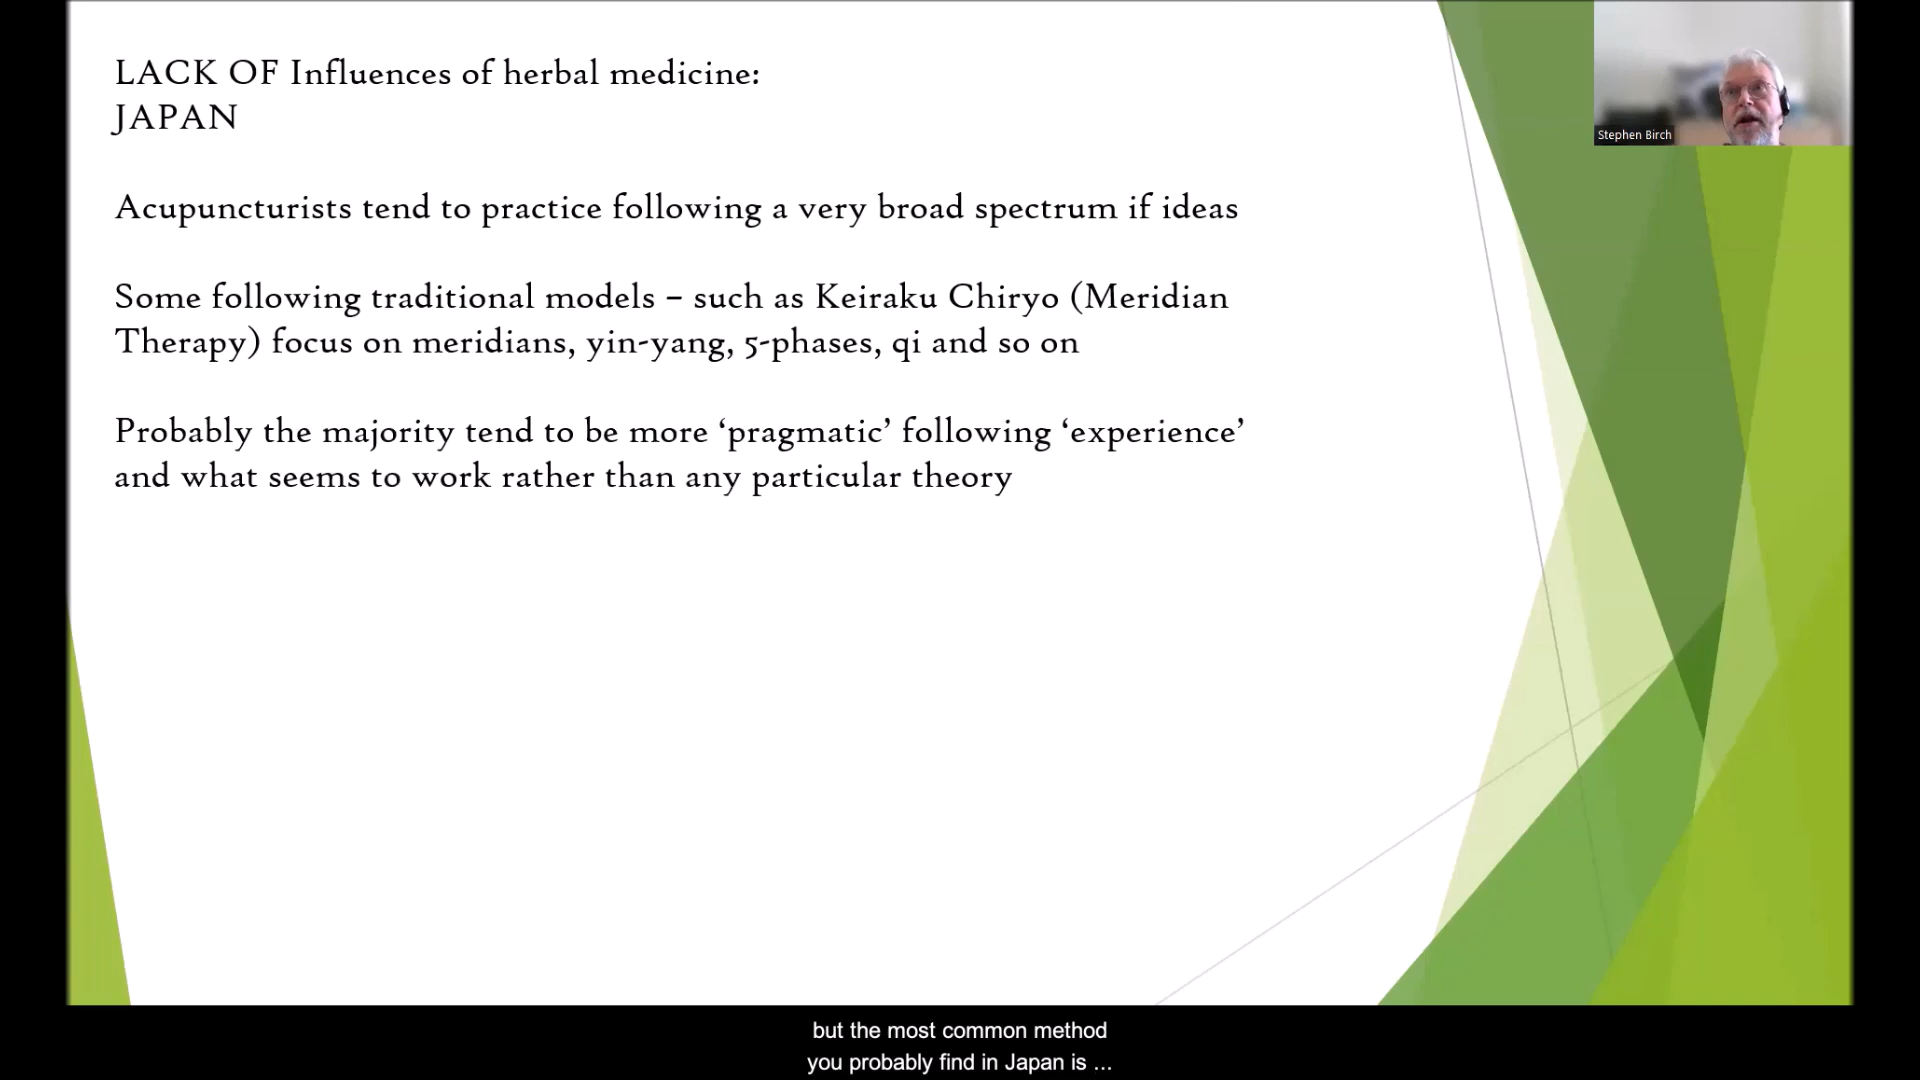 LACK OF Influences of herbal medicine:
JAPAN
Acupuncturists tend to practice following a very broad spectrum if ideas
Some following traditional models – such as Keiraku Chiryo (Meridian
Therapy) focus on meridians, yin-yang, 5-phases, qi and so on
Probably the majority tend to be more ‘pragmatic’ following ‘experience’
and what seems to work rather than any particular theory
Stephen Birch
but the most common method
you probably find in Japan is ...